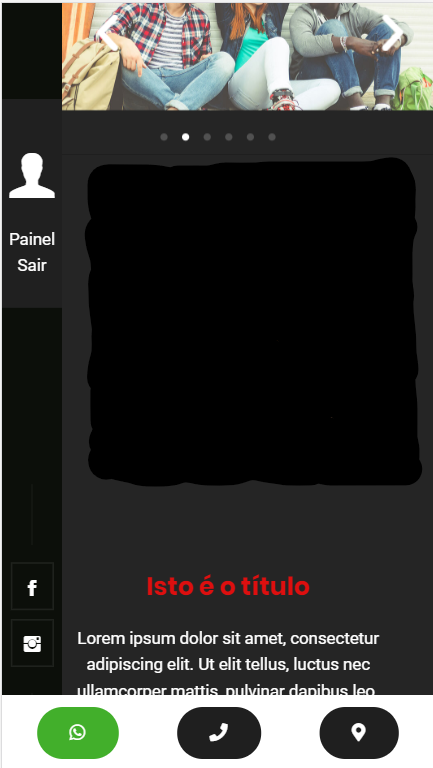 Painel
Sair
Isto é o título
Lorem ipsum dolor sit amet, consectetur
adipiscing elit. Ut elit tellus, luctus nec
ullamcorper mattis, pulvinar dapibus leo